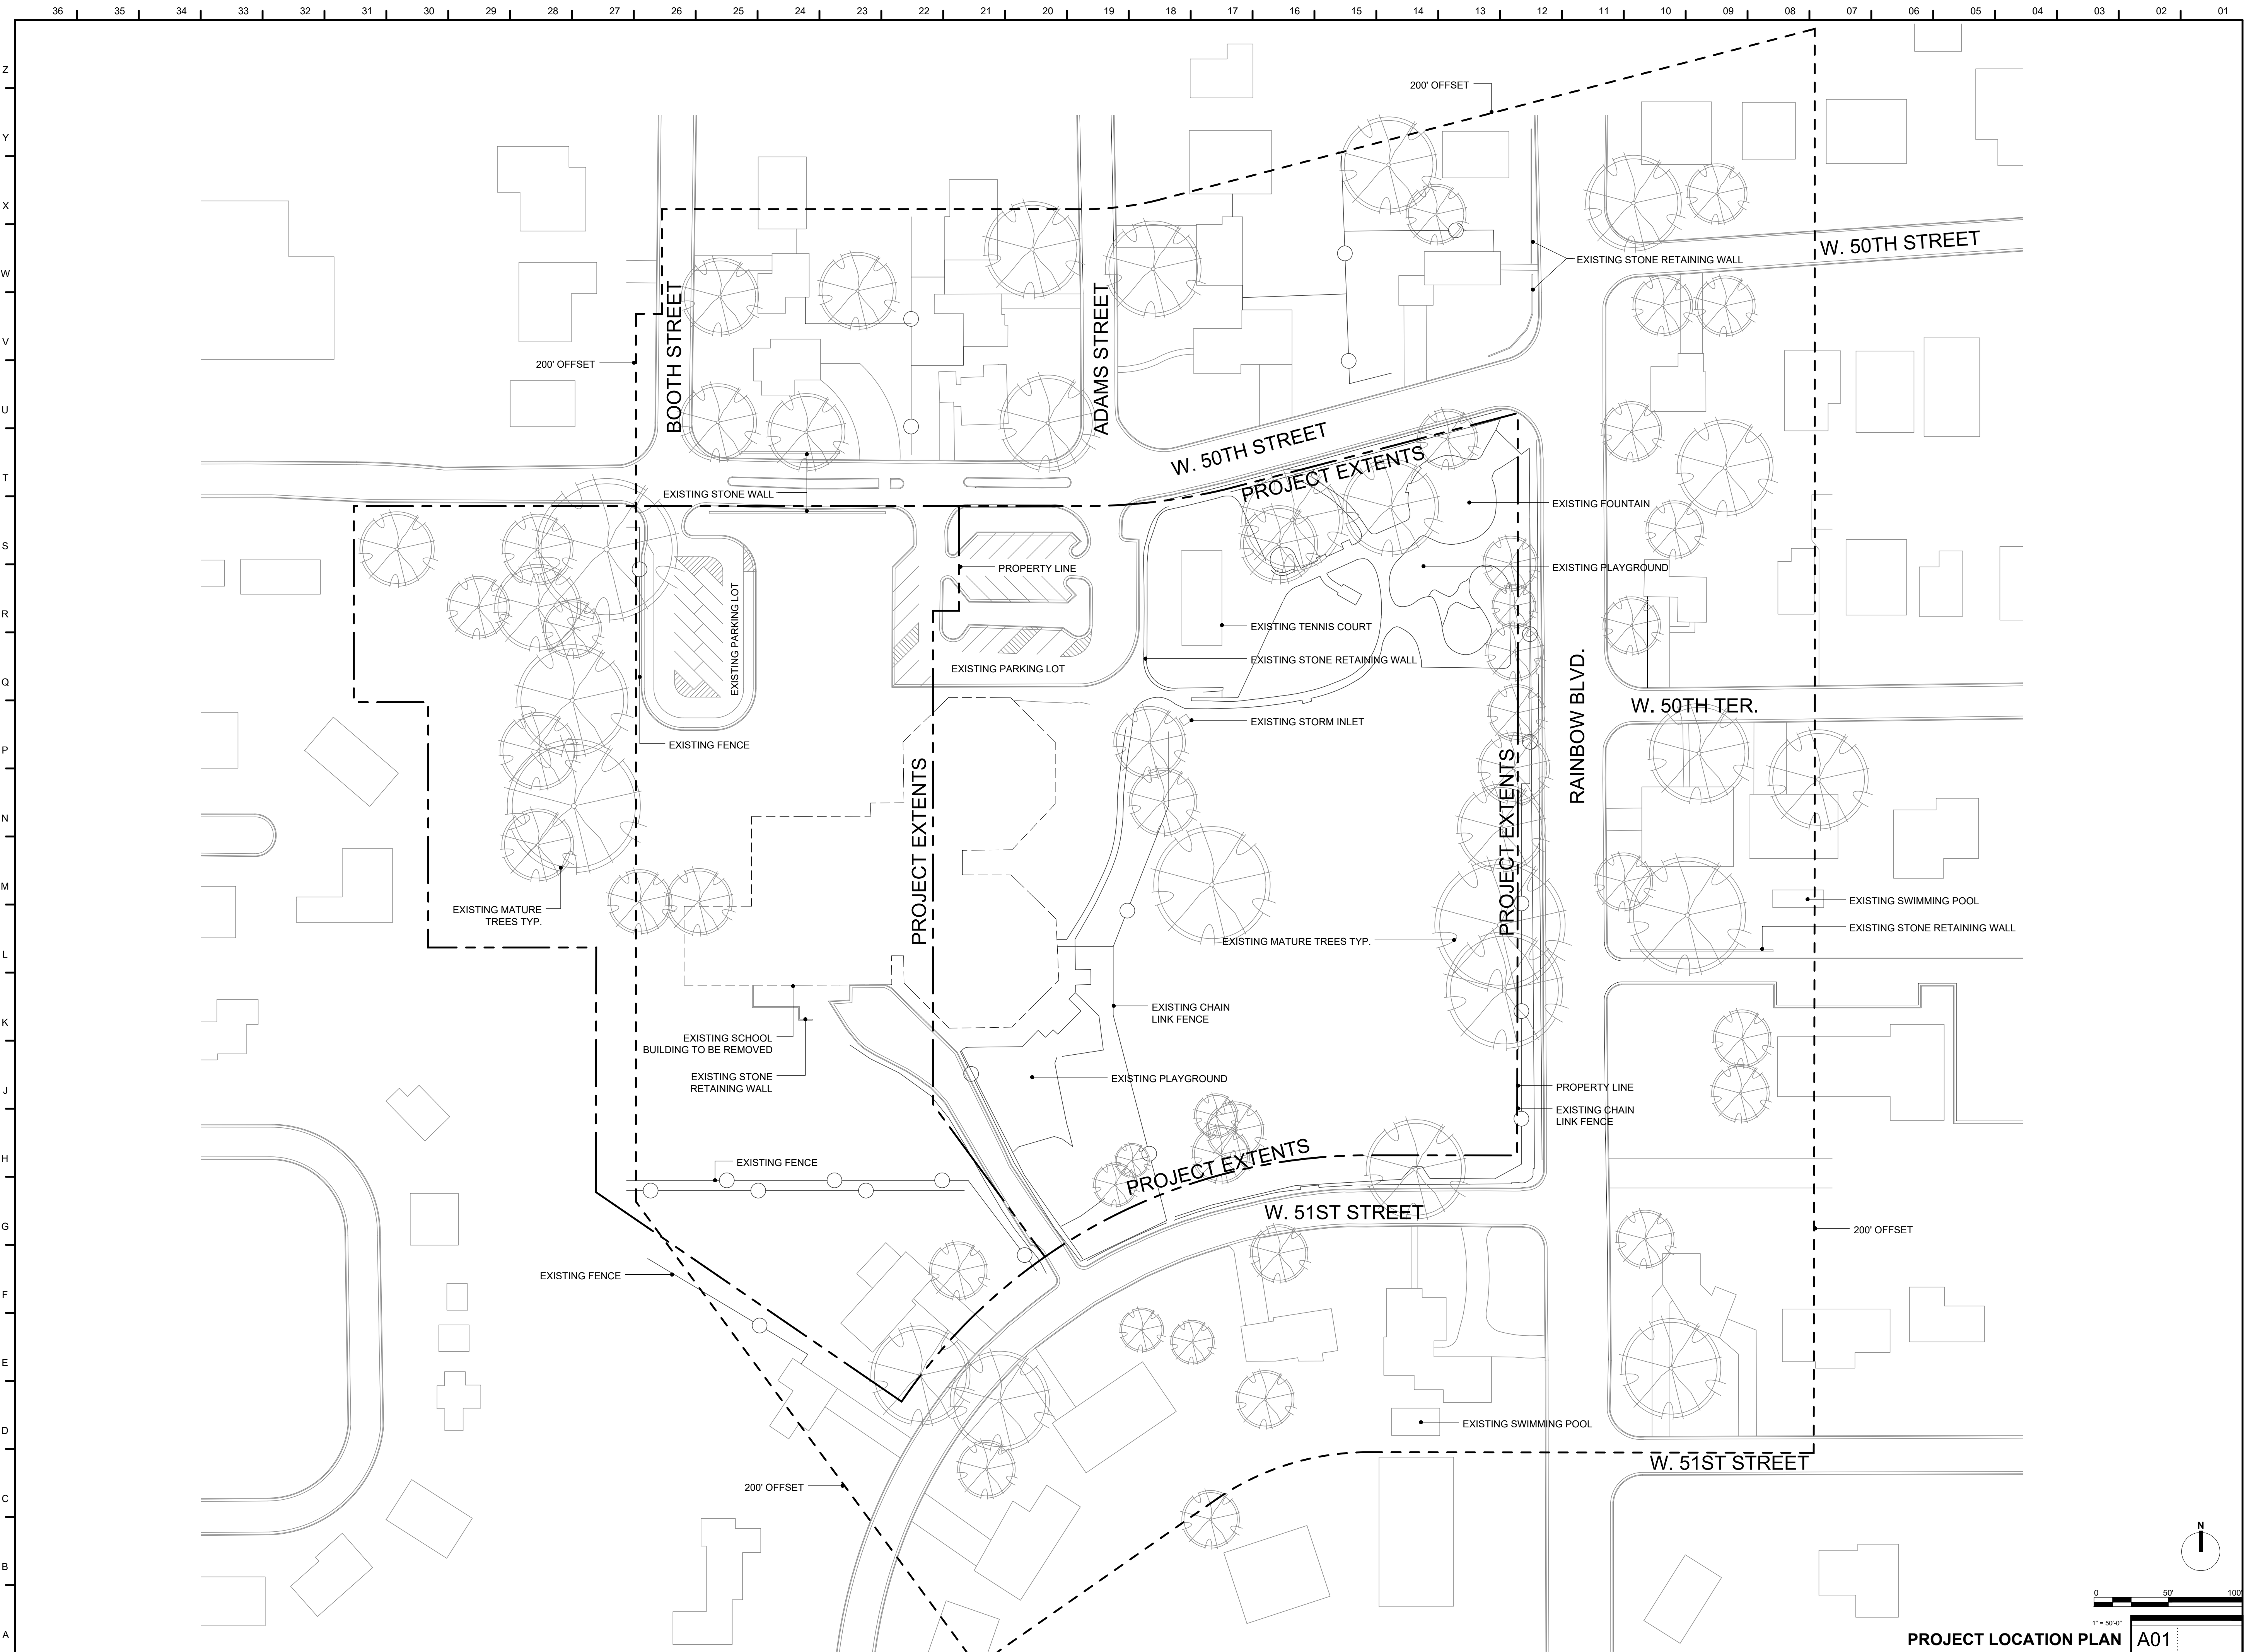 36 35 34 33 32 31 30 29 28 27 26 25 24 23 22 21 20 19 18 17 16 15 14 13 12 11 10 09 08 07 06 05 04 03 02 01
Z
Y
X
W
V
U
T
S
R
Q
P
N
M
L
K
J
H
G
F
E
D
C
B
A
200' OFFSET
W. 50TH STREET
EXISTING STONE RETAINING WALL
BOOTH STREET
ADAMS STREET
200' OFFSET
W. 50TH STREET
PROJECT EXTENTS
EXISTING STONE WALL
EXISTING FOUNTAIN
PROPERTY LINE
EXISTING PLAYGROUND
EXISTING PARKING LOT
EXISTING TENNIS COURT
EXISTING PARKING LOT
EXISTING STONE RETAINING WALL
RAINBOW BLVD.
W. 50TH TER.
EXISTING STORM INLET
EXISTING FENCE
PROJECT EXTENTS
PROJECT EXTENTS
EXISTING MATURE
TREES TYP.
EXISTING SWIMMING POOL
EXISTING STONE RETAINING WALL
EXISTING MATURE TREES TYP.
EXISTING CHAIN
LINK FENCE
EXISTING SCHOOL
BUILDING TO BE REMOVED
EXISTING STONE
RETAINING WALL
EXISTING PLAYGROUND
PROPERTY LINE
EXISTING CHAIN
LINK FENCE
EXISTING FENCE
PROJECT EXTENTS
W. 51ST STREET
200' OFFSET
EXISTING FENCE
EXISTING SWIMMING POOL
W. 51ST STREET
200' OFFSET
N
0 50' 100'
1" = 50'-0"
PROJECT LOCATION PLAN A01